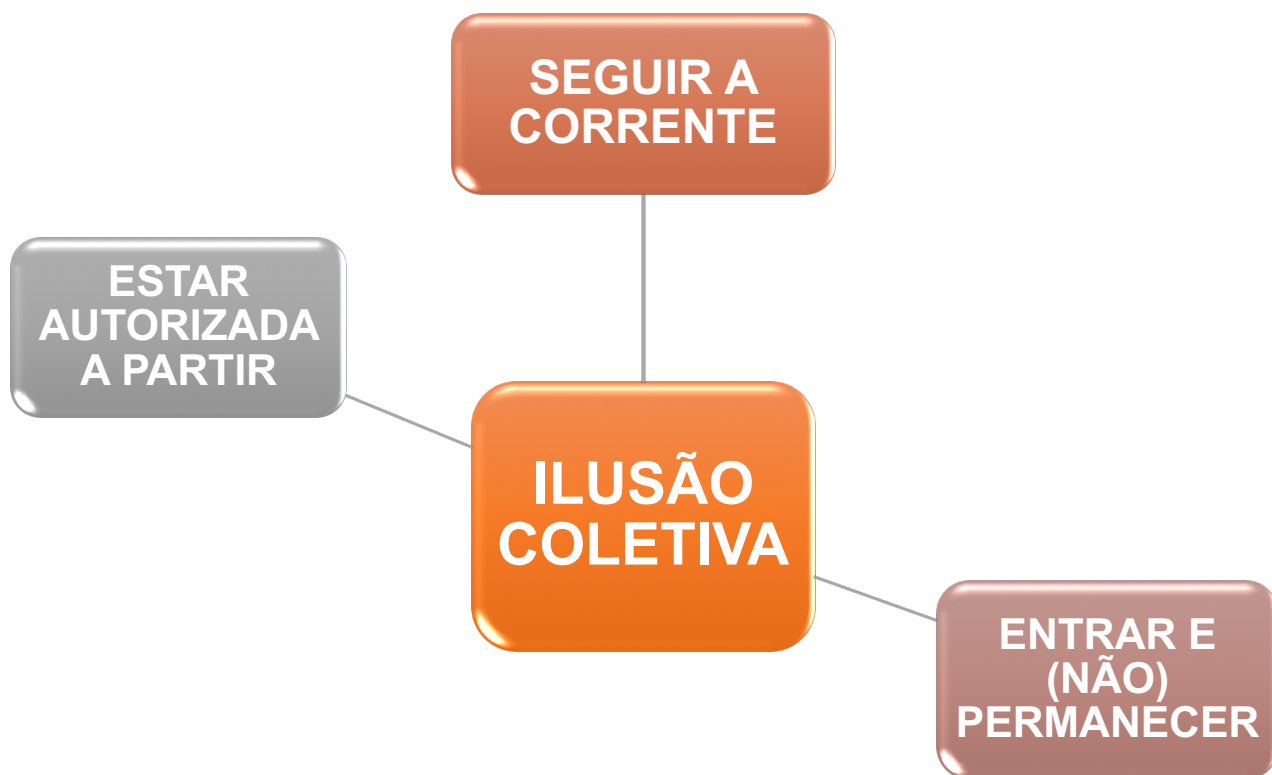 SEGUIR A
CORRENTE
ESTAR
AUTORIZADA
A PARTIR
ILUSÃO
COLETIVA
ENTRAR E
(NÃO)
PERMANECER